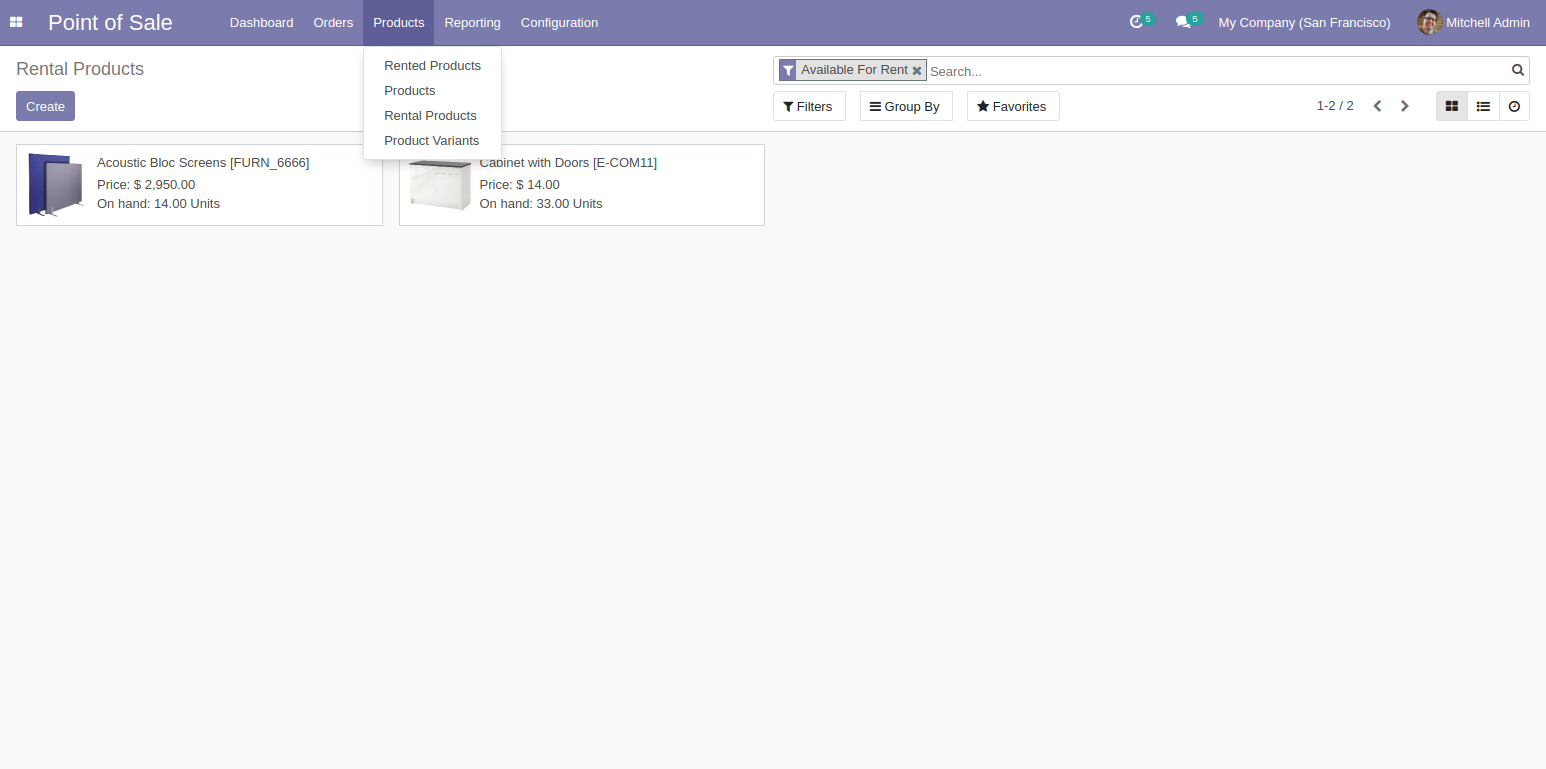 Point of Sale Dashboard Orders Products Reporting Configuration 5 5 My Company (San Francisco) Mitchell Admin
Rented Products
Products
Rental Products
Product Variants
Rental Products
Available For Rent Search...
Create
Filters Group By Favorites 1-2 / 2
Acoustic Bloc Screens [FURN_6666]
Price: $ 2,950.00
On hand: 14.00 Units
Cabinet with Doors [E-COM11]
Price: $ 14.00
On hand: 33.00 Units